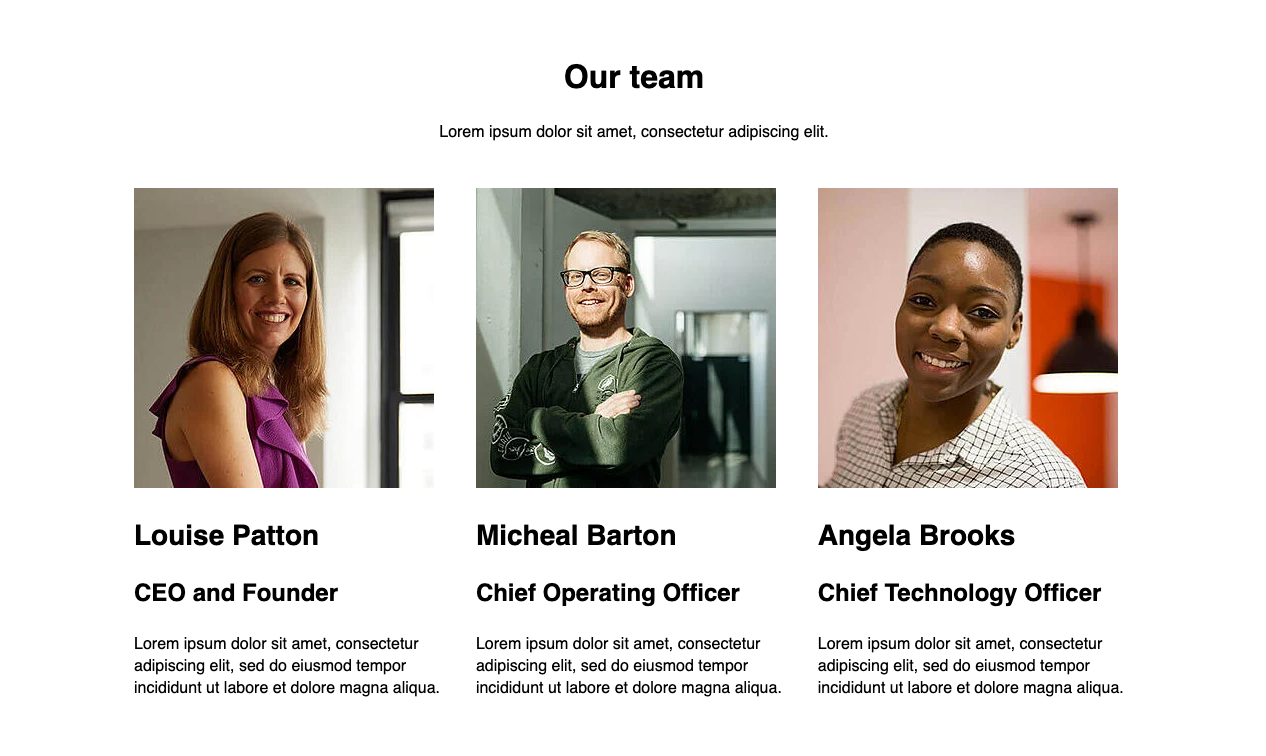 Our team
Lorem ipsum dolor sit amet, consectetur adipiscing elit.
Louise Patton
CEO and Founder
Lorem ipsum dolor sit amet, consectetur
adipiscing elit, sed do eiusmod tempor
incididunt ut labore et dolore magna aliqua.
Micheal Barton
Chief Operating Officer
Lorem ipsum dolor sit amet, consectetur
adipiscing elit, sed do eiusmod tempor
incididunt ut labore et dolore magna aliqua.
Angela Brooks
Chief Technology Officer
Lorem ipsum dolor sit amet, consectetur
adipiscing elit, sed do eiusmod tempor
incididunt ut labore et dolore magna aliqua.